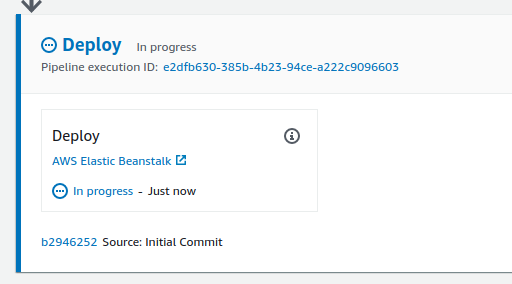 Deploy In progress
Pipeline execution ID: e2dfb630-385b-4b23-94ce-a222c9096603
Deploy
AWS Elastic Beanstalk
In progress - Just now
b2946252 Source: Initial Commit